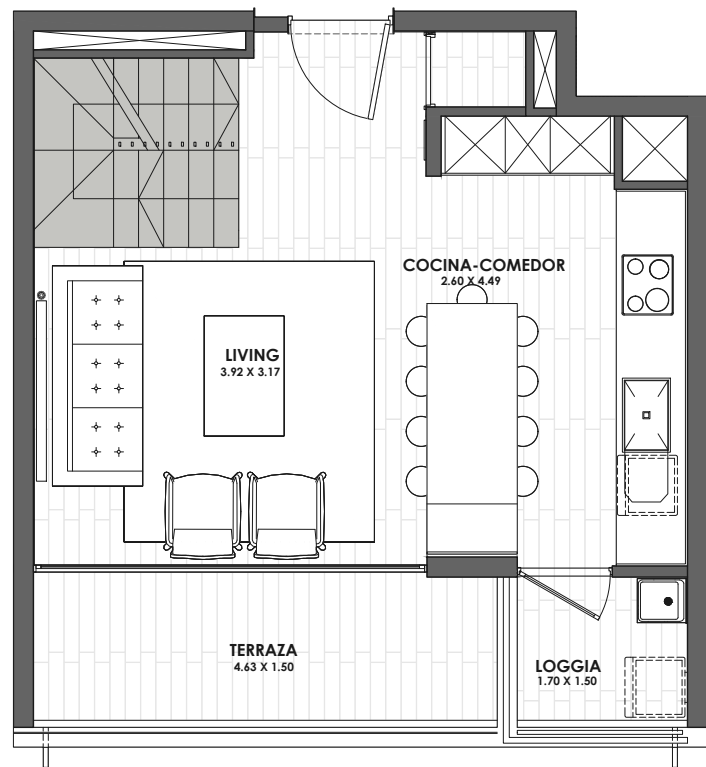 COCINA-COMEDOR
2.60 X 4.49
LIVING
3.92 X 3.17
TERRAZA
4.63 X 1.50
LOGGIA
1.70 X 1.50